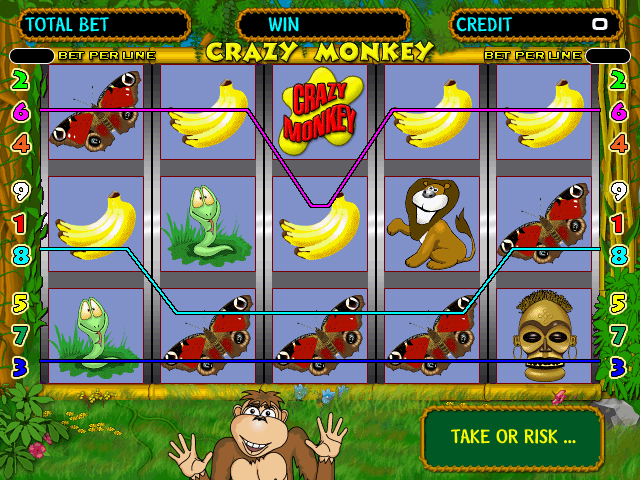 TOTAL BET
WIN
CREDIT 0
BET PER LINE
CRAZY MONKEY
BET PER LINE
2
2
6
6
4
4
CRAZY
MONKEY
9
9
1
1
8
8
5
5
7
7
3
3
TAKE OR RISK ...